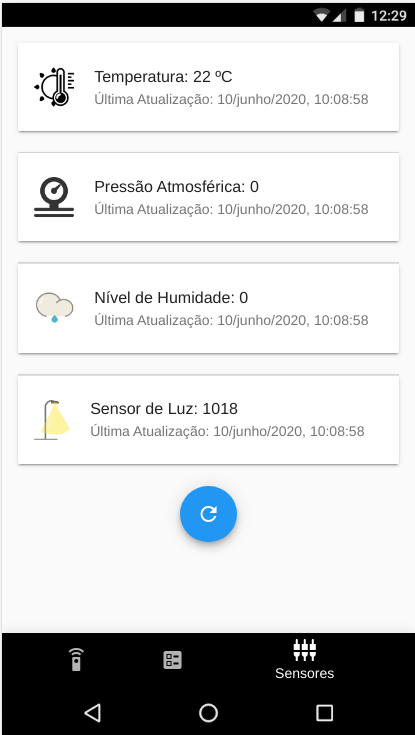 12:29
Temperatura: 22 ºC
Última Atualização: 10/junho/2020, 10:08:58
Pressão Atmosférica: 0
Última Atualização: 10/junho/2020, 10:08:58
Nível de Humidade: 0
Última Atualização: 10/junho/2020, 10:08:58
Sensor de Luz: 1018
Última Atualização: 10/junho/2020, 10:08:58
Sensores